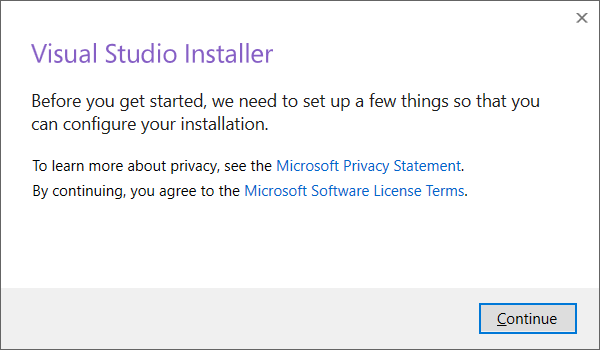 Visual Studio Installer
Before you get started, we need to set up a few things so that you
can configure your installation.
To learn more about privacy, see the Microsoft Privacy Statement.
By continuing, you agree to the Microsoft Software License Terms.
Continue